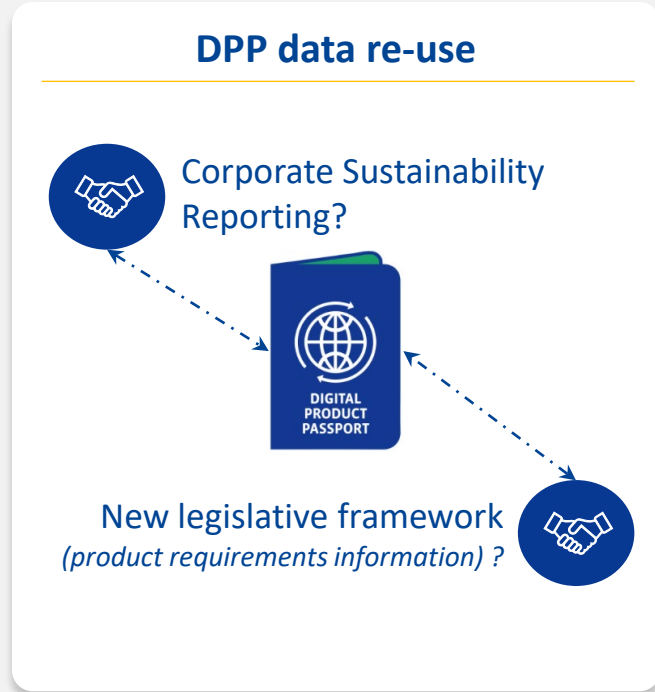 DPP data re-use
Corporate Sustainability
Reporting?
DIGITAL
PRODUCT
PASSPORT
New legislative framework
(product requirements information) ?